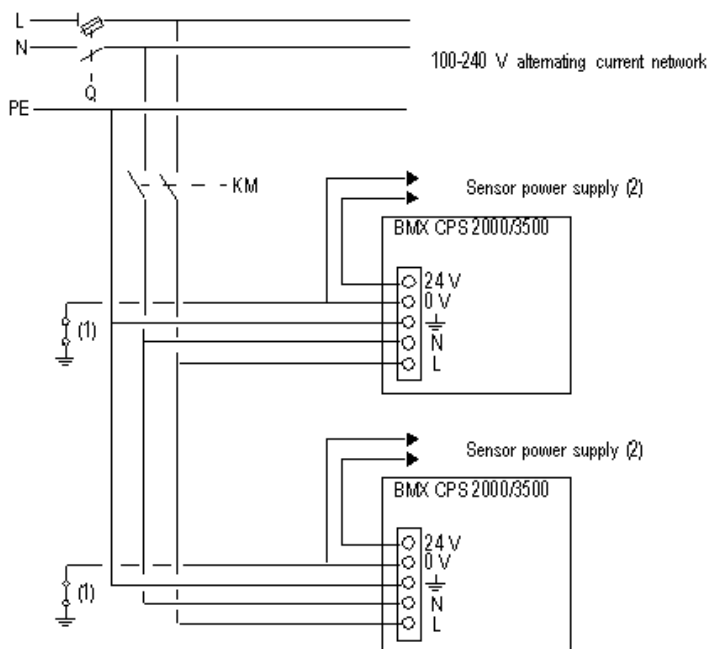 L
N
100-240 V alternating current network
Q
PE
KM
Sensor power supply (2)
BMX CPS 2000/3500
24 V
0 V
(1)
N
L
Sensor power supply (2)
BMX CPS 2000/3500
24 V
0 V
(1)
N
L